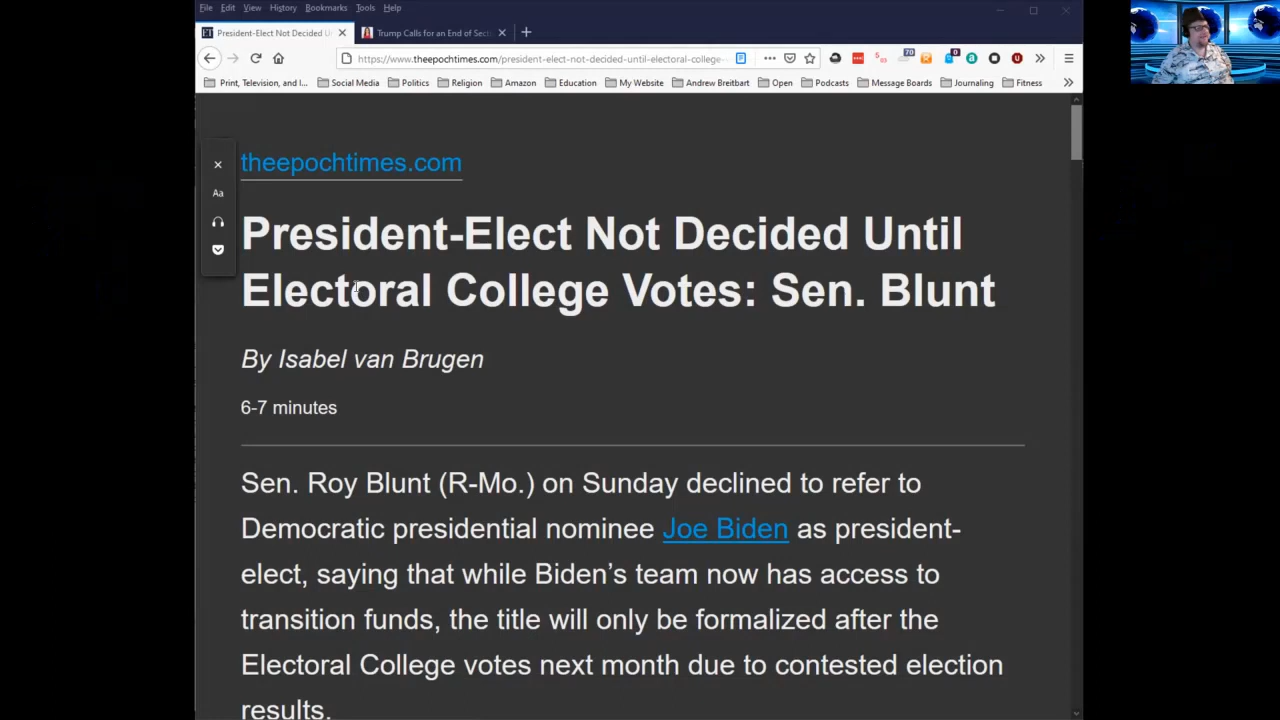 File Edit View History Bookmarks Tools Help
President-Elect Not Decided U
Trump Calls for an End of Sect
https://www.theepochtimes.com/president-elect-not-decided-until-electoral-college-
70
0
Print, Television, and I... Social Media Politics Religion Amazon Education My Website Andrew Breitbart Open Podcasts Message Boards Journaling Fitness
theepochtimes.com
Aa
President-Elect Not Decided Until
Electoral College Votes: Sen. Blunt
By Isabel van Brugen
6-7 minutes
Sen. Roy Blunt (R-Mo.) on Sunday declined to refer to
Democratic presidential nominee Joe Biden as president-
elect, saying that while Biden’s team now has access to
transition funds, the title will only be formalized after the
Electoral College votes next month due to contested election
results.